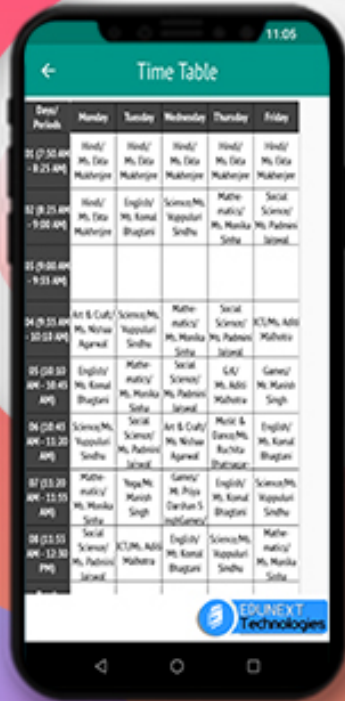 11:05
Time Table
Days/ Periods Monday Tuesday Wednesday Thursday Friday
01 (7:50 AM - 8:25 AM) Hindi/ Ms. Ekta Mukherjee Hindi/ Ms. Ekta Mukherjee Hindi/ Ms. Ekta Mukherjee Hindi/ Ms. Ekta Mukherjee Hindi/ Ms. Ekta Mukherjee
02 (8:25 AM - 9:00 AM) Hindi/ Ms. Ekta Mukherjee English/ Ms. Komal Bhagtani Science/Ms. Vuppuluri Sindhu Mathe- matics/ Ms. Monika Sinha Social Science/ Ms. Padmini Jaiswal
03 (9:00 AM - 9:35 AM)
04 (9:35 AM - 10:10 AM) Art & Craft/ Ms. Nishaa Agarwal Science/Ms. Vuppuluri Sindhu Mathe- matics/ Ms. Monika Sinha Social Science/ Ms. Padmini Jaiswal ICT/Ms. Aditi Malhotra
05 (10:10 AM - 10:45 AM) English/ Ms. Komal Bhagtani Mathe- matics/ Ms. Monika Sinha Social Science/ Ms. Padmini Jaiswal G.K/ Ms. Aditi Malhotra Games/ Mr. Manish Singh
06 (10:45 AM - 11:20 AM) Science/Ms. Vuppuluri Sindhu Social Science/ Ms. Padmini Jaiswal Art & Craft/ Ms. Nishaa Agarwal Music & Dance/Ms. Ruchita Bhatnagar English/ Ms. Komal Bhagtani
07 (11:20 AM - 11:55 AM) Mathe- matics/ Ms. Monika Sinha Yoga/Mr. Manish Singh Games/ Mr. Priya Darshan S English/ Ms. Komal Bhagtani Science/Ms. Vuppuluri Sindhu
08 (11:55 AM - 12:30 PM) Social Science/ Ms. Padmini Jaiswal ICT/Ms. Aditi Malhotra English/ Ms. Komal Bhagtani Science/Ms. Vuppuluri Sindhu Mathe- matics/ Ms. Monika Sinha
EDUNEXT
Technologies